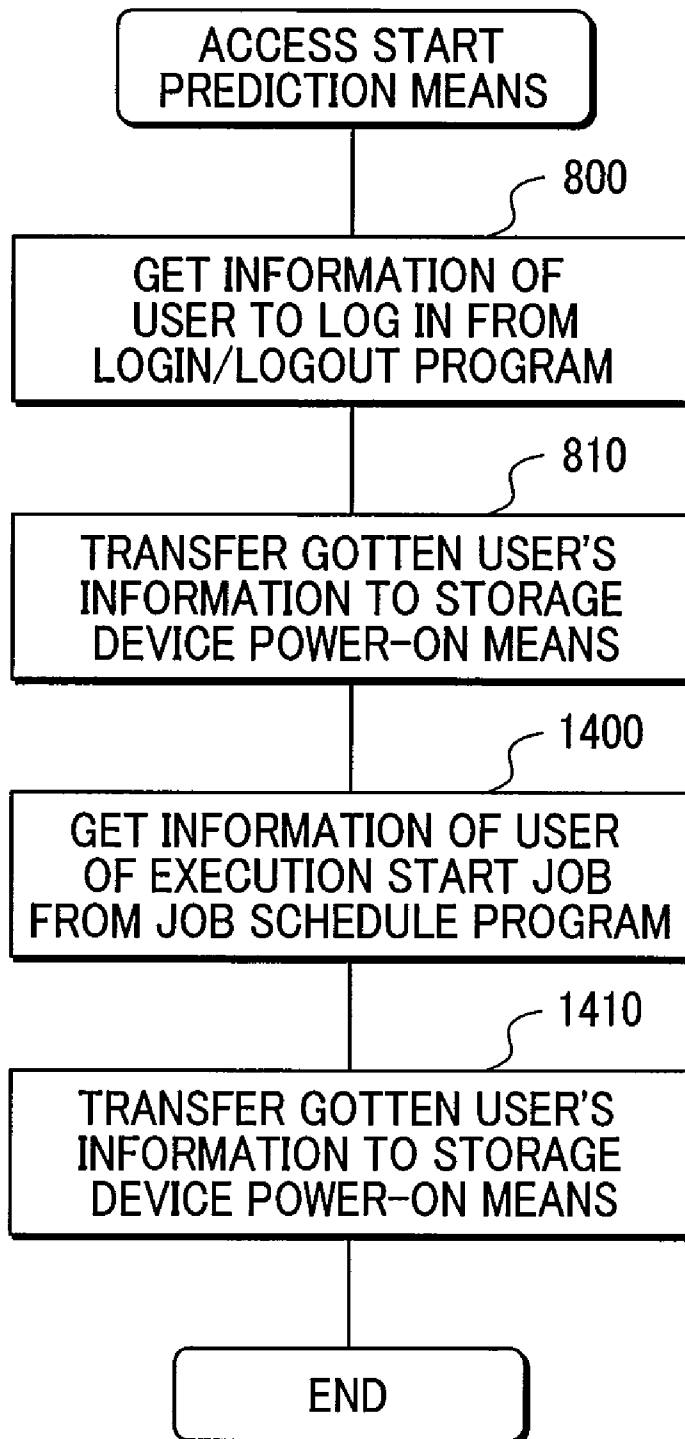 ACCESS START
PREDICTION MEANS
800
GET INFORMATION OF
USER TO LOG IN FROM
LOGIN/LOGOUT PROGRAM
810
TRANSFER GOTTEN USER'S
INFORMATION TO STORAGE
DEVICE POWER-ON MEANS
1400
GET INFORMATION OF USER
OF EXECUTION START JOB
FROM JOB SCHEDULE PROGRAM
1410
TRANSFER GOTTEN USER'S
INFORMATION TO STORAGE
DEVICE POWER-ON MEANS
END